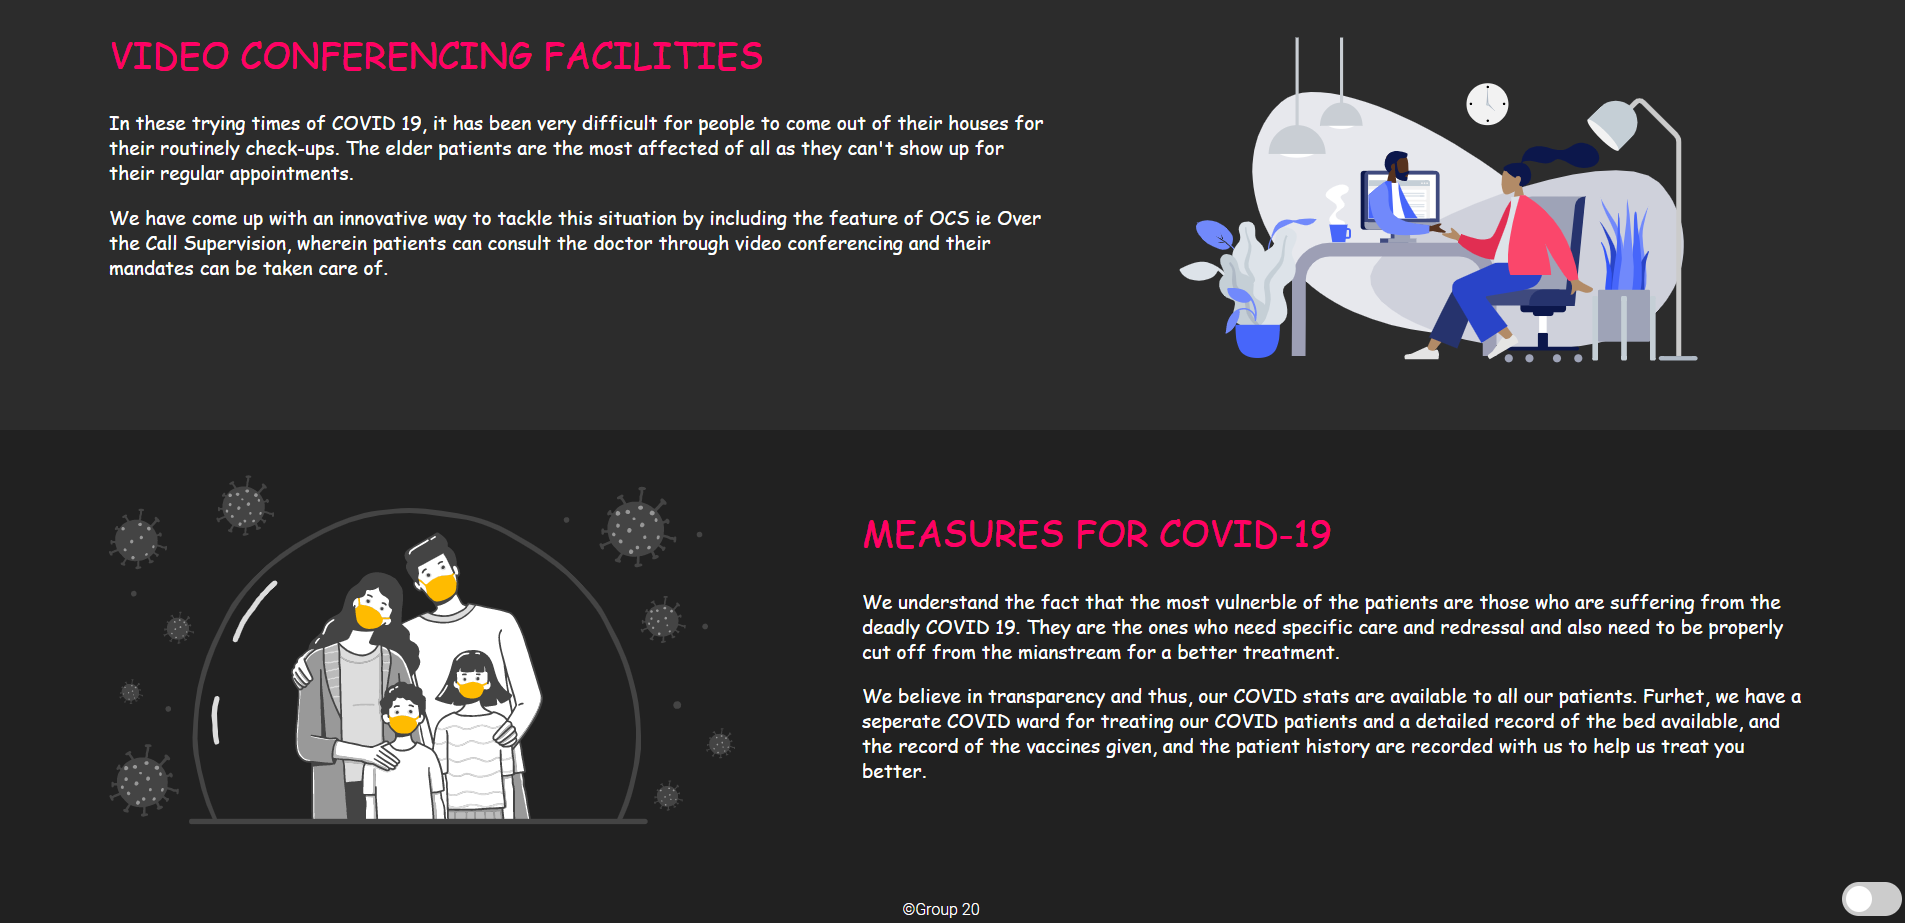 VIDEO CONFERENCING FACILITIES
In these trying times of COVID 19, it has been very difficult for people to come out of their houses for
their routinely check-ups. The elder patients are the most affected of all as they can't show up for
their regular appointments.
We have come up with an innovative way to tackle this situation by including the feature of OCS ie Over
the Call Supervision, wherein patients can consult the doctor through video conferencing and their
mandates can be taken care of.
MEASURES FOR COVID-19
We understand the fact that the most vulnerble of the patients are those who are suffering from the
deadly COVID 19. They are the ones who need specific care and redressal and also need to be properly
cut off from the mianstream for a better treatment.
We believe in transparency and thus, our COVID stats are available to all our patients. Furhet, we have a
seperate COVID ward for treating our COVID patients and a detailed record of the bed available, and
the record of the vaccines given, and the patient history are recorded with us to help us treat you
better.
©Group 20